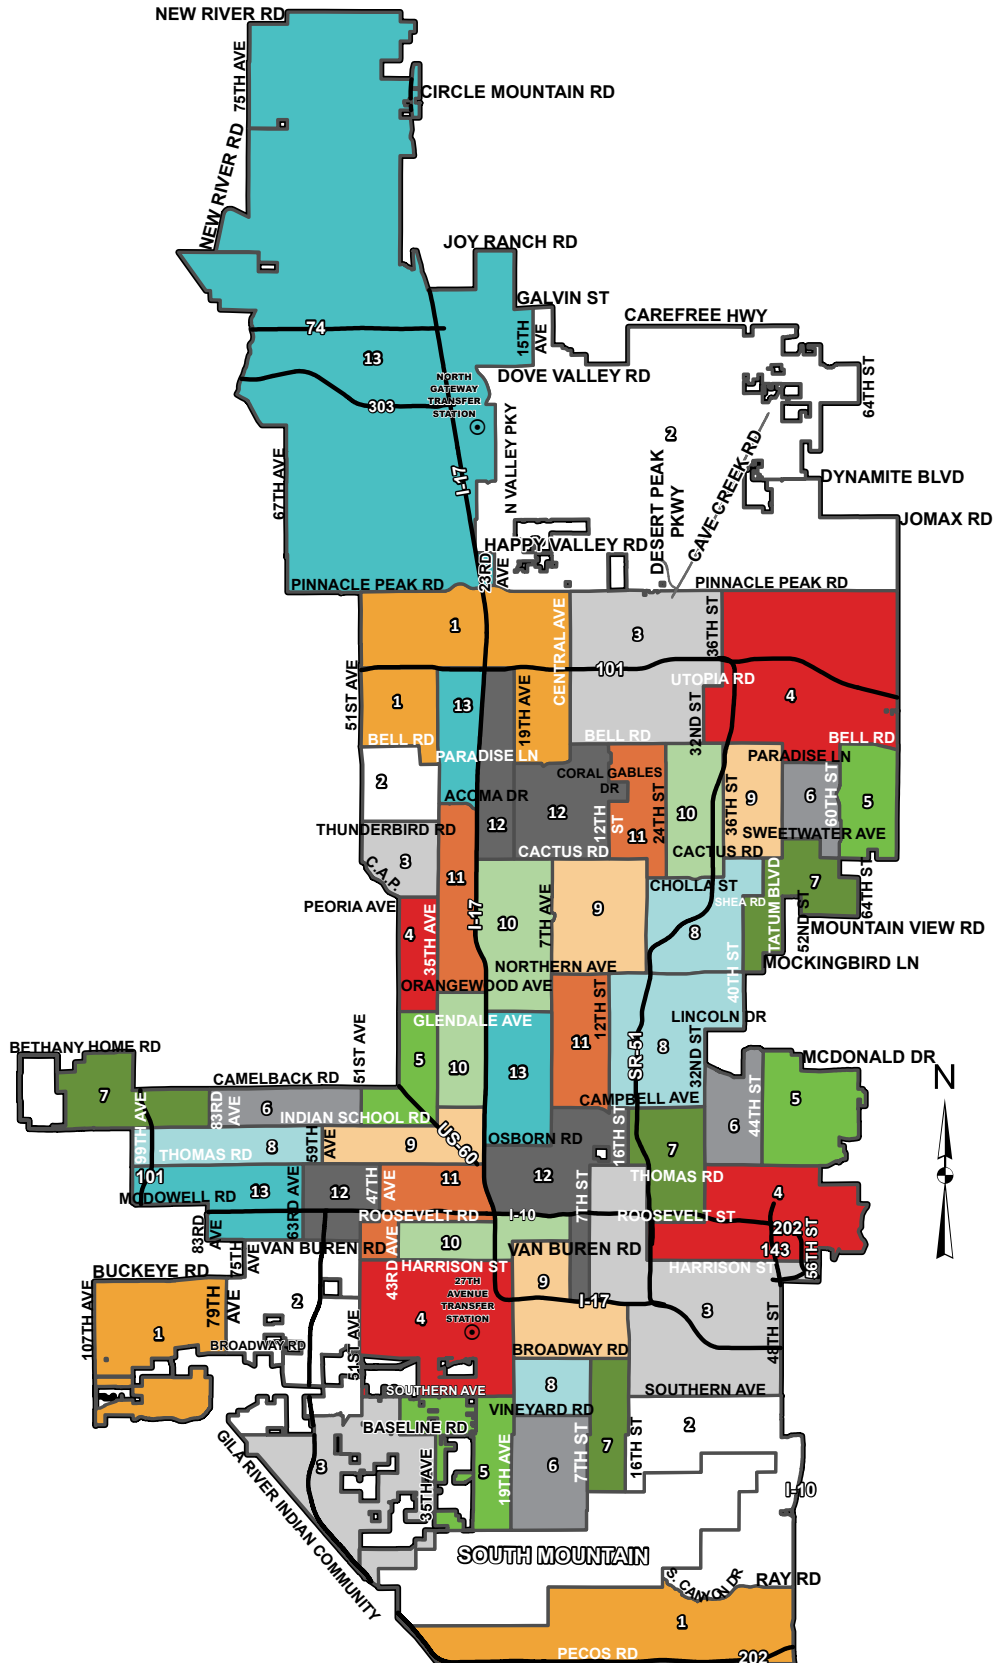 NEW RIVER RD
75TH AVE
CIRCLE MOUNTAIN RD
NEW RIVER RD
JOY RANCH RD
GALVIN ST
CAREFREE HWY
74
15TH
AVE
13
DOVE VALLEY RD
64TH ST
NORTH
GATEWAY
TRANSFER
STATION
303
N VALLEY PKY
2
DESERT PEAK
PKWY
CAVE CREEK RD
67TH AVE
I-17
DYNAMITE BLVD
JOMAX RD
HAPPY VALLEY RD
23RD
AVE
PINNACLE PEAK RD
PINNACLE PEAK RD
1
CENTRAL AVE
3
36TH ST
101
UTOPIA RD
4
51ST AVE
1
13
19TH AVE
32ND ST
BELL RD
BELL RD
BELL RD
PARADISE LN
PARADISE LN
2
CORAL GABLES
DR
ACOMA DR
12
12
12TH
ST
11
24TH ST
10
36TH ST
9
6
60TH ST
5
THUNDERBIRD RD
SWEETWATER AVE
3
C.A.P.
CACTUS RD
CACTUS RD
11
CHOLLA ST
SHEA RD
TATUM BLVD
7
64TH ST
PEORIA AVE
4
35TH AVE
I-17
10
7TH AVE
9
8
52ND ST
MOUNTAIN VIEW RD
NORTHERN AVE
40TH ST
MOCKINGBIRD LN
ORANGEWOOD AVE
12TH ST
GLENDALE AVE
LINCOLN DR
BETHANY HOME RD
51ST AVE
5
10
13
11
SR-51
8
32ND ST
MCDONALD DR
N
CAMELBACK RD
7
99TH AVE
83RD
AVE
6
INDIAN SCHOOL RD
CAMPBELL AVE
44TH ST
5
6
US-60
OSBORN RD
16TH ST
THOMAS RD
8
59TH
AVE
9
7
101
MCDOWELL RD
13
63RD AVE
12
47TH
AVE
11
12
7TH ST
THOMAS RD
4
83RD
AVE
ROOSEVELT RD
I-10
ROOSEVELT ST
202
75TH
AVE
VAN BUREN RD
43RD
AVE
10
VAN BUREN RD
143
56TH ST
BUCKEYE RD
HARRISON ST
HARRISON ST
107TH AVE
79TH
AVE
2
27TH
AVENUE
TRANSFER
STATION
9
I-17
3
1
51ST AVE
4
48TH ST
BROADWAY RD
BROADWAY RD
SOUTHERN AVE
8
SOUTHERN AVE
VINEYARD RD
BASELINE RD
2
GILA RIVER INDIAN COMMUNITY
3
35TH AVE
5
19TH AVE
6
7TH ST
7
16TH ST
I-10
SOUTH MOUNTAIN
S. CANYON DR
RAY RD
1
PECOS RD
202